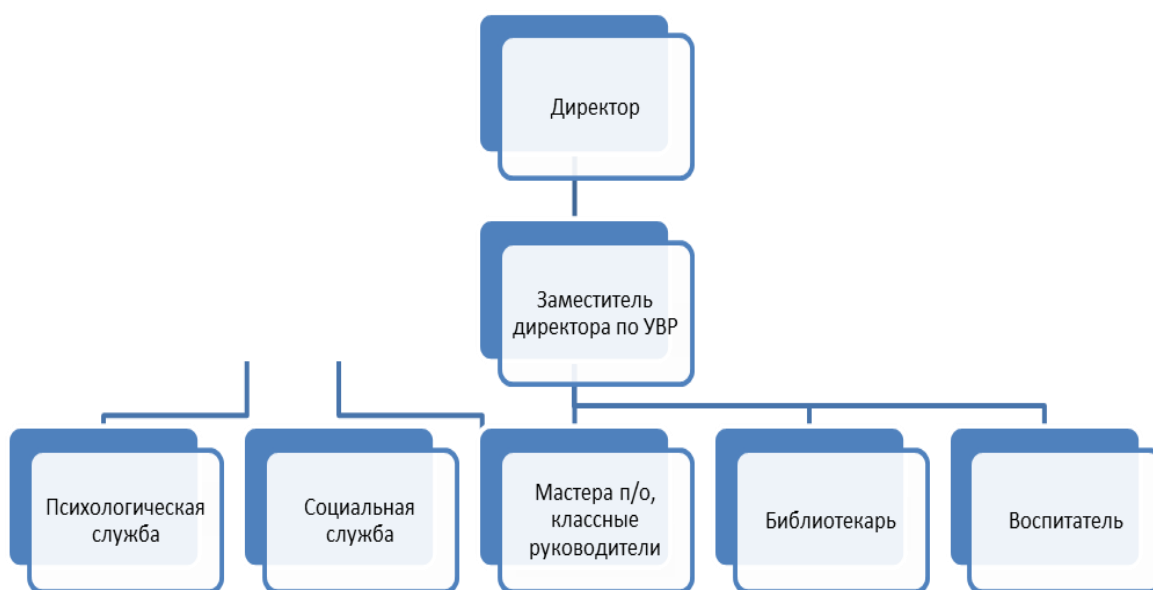 Директор
Заместитель
директора по УВР
Психологическая
служба
Социальная
служба
Мастера п/о,
классные
руководители
Библиотекарь
Воспитатель